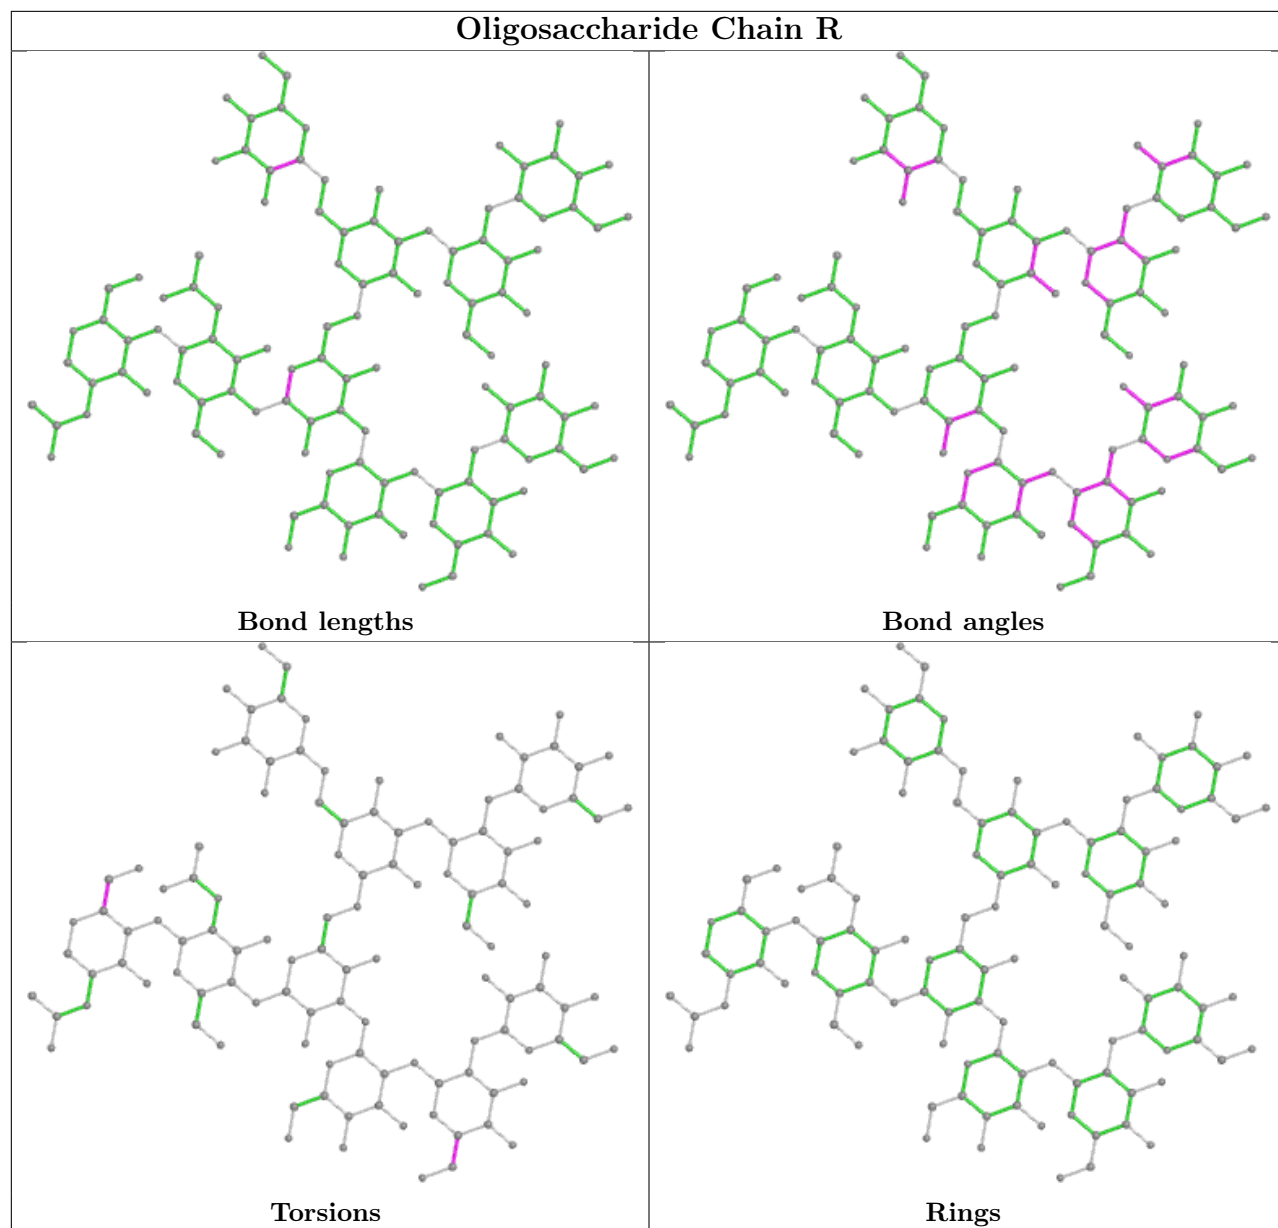 Oligosaccharide Chain R
Bond lengths
Bond angles
Torsions
Rings